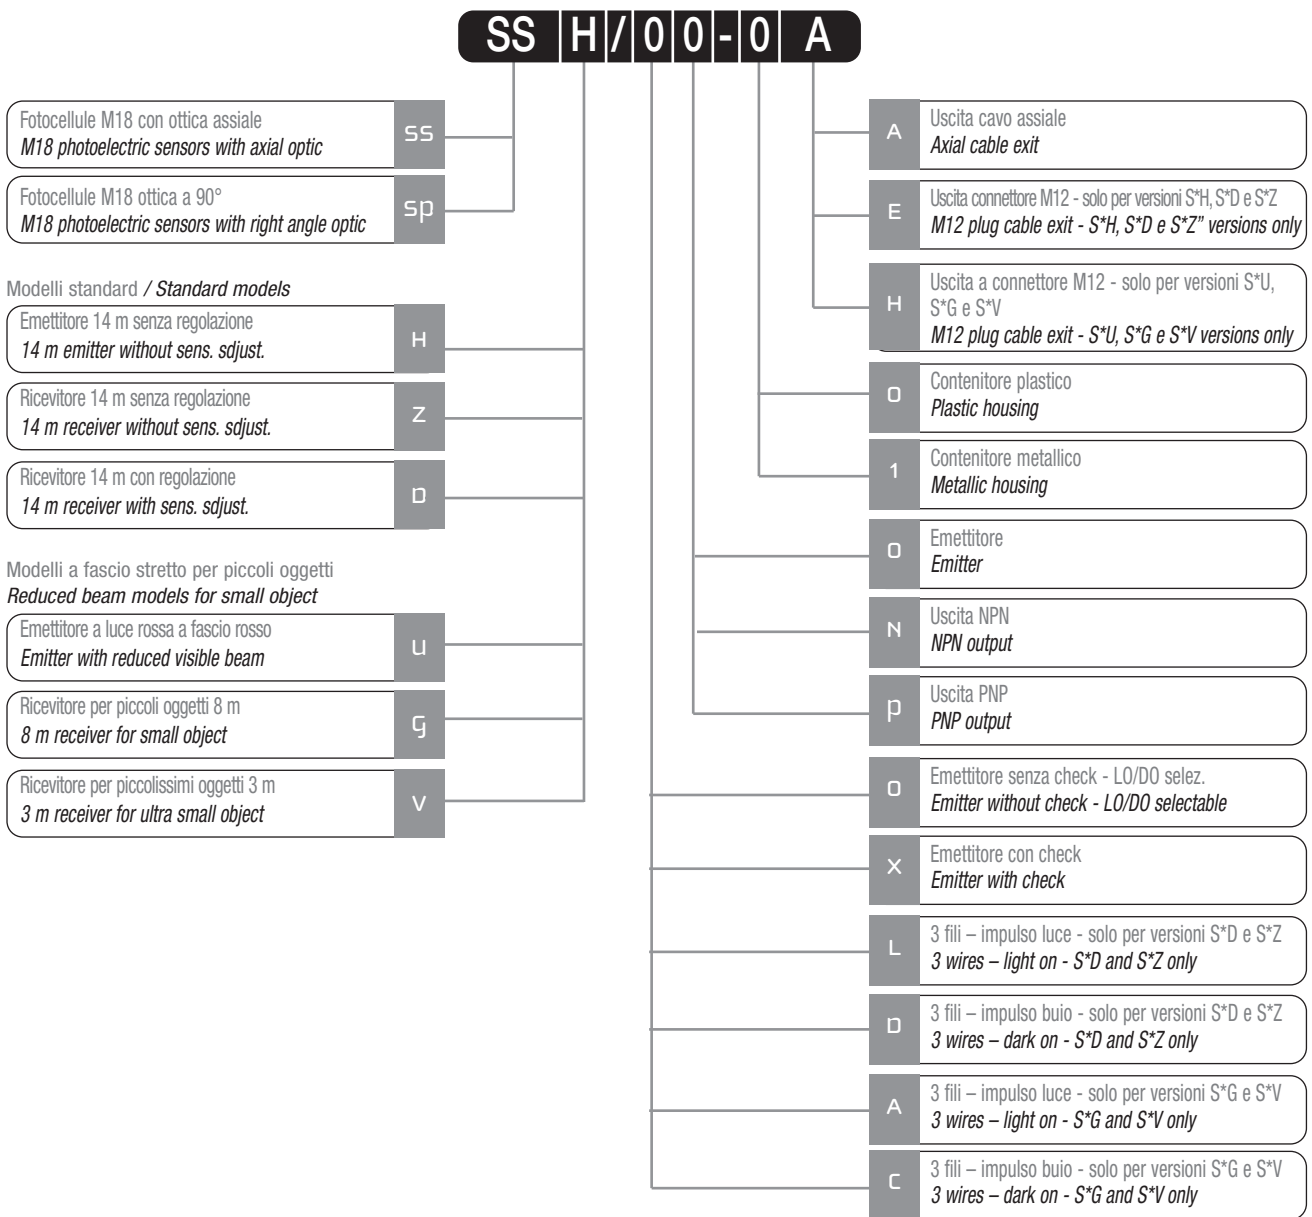 SS H / 0 0 - 0 A
Fotocellule M18 con ottica assiale
M18 photoelectric sensors with axial optic
SS
Fotocellule M18 ottica a 90°
M18 photoelectric sensors with right angle optic
SP
Modelli standard / Standard models
Emettitore 14 m senza regolazione
14 m emitter without sens. sdjust.
H
Ricevitore 14 m senza regolazione
14 m receiver without sens. sdjust.
Z
Ricevitore 14 m con regolazione
14 m receiver with sens. sdjust.
D
Modelli a fascio stretto per piccoli oggetti
Reduced beam models for small object
Emettitore a luce rossa a fascio rosso
Emitter with reduced visible beam
U
Ricevitore per piccoli oggetti 8 m
8 m receiver for small object
G
Ricevitore per piccolissimi oggetti 3 m
3 m receiver for ultra small object
V
A
Uscita cavo assiale
Axial cable exit
E
Uscita connettore M12 - solo per versioni S*H, S*D e S*Z
M12 plug cable exit - S*H, S*D e S*Z” versions only
H
Uscita a connettore M12 - solo per versioni S*U,
S*G e S*V
M12 plug cable exit - S*U, S*G e S*V versions only
0
Contenitore plastico
Plastic housing
1
Contenitore metallico
Metallic housing
0
Emettitore
Emitter
N
Uscita NPN
NPN output
P
Uscita PNP
PNP output
0
Emettitore senza check - LO/DO selez.
Emitter without check - LO/DO selectable
X
Emettitore con check
Emitter with check
L
3 fili – impulso luce - solo per versioni S*D e S*Z
3 wires – light on - S*D and S*Z only
D
3 fili – impulso buio - solo per versioni S*D e S*Z
3 wires – dark on - S*D and S*Z only
A
3 fili – impulso luce - solo per versioni S*G e S*V
3 wires – light on - S*G and S*V only
C
3 fili – impulso buio - solo per versioni S*G e S*V
3 wires – dark on - S*G and S*V only